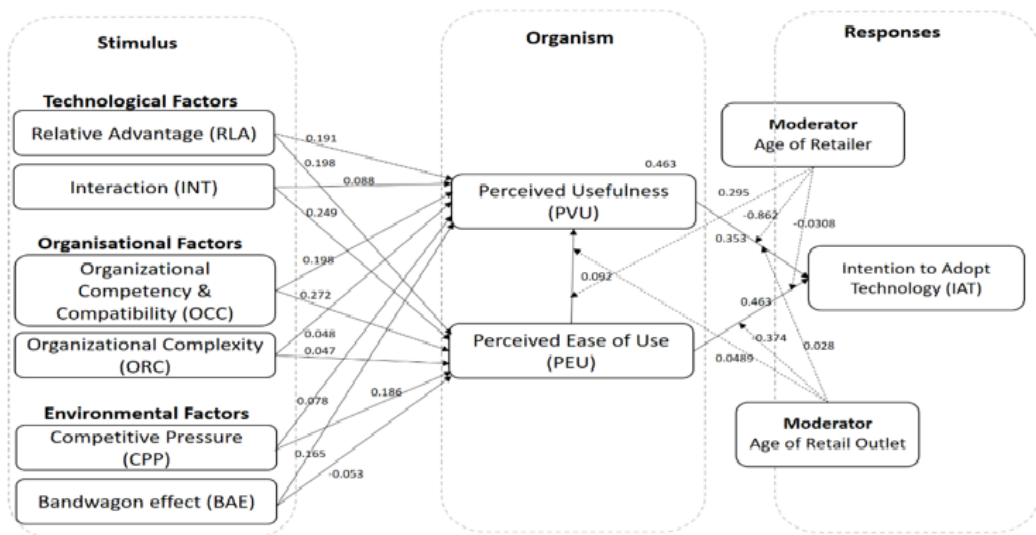 Stimulus
Organism
Responses
Technological Factors
Relative Advantage (RLA)
Interaction (INT)
Organisational Factors
Organizational
Competency &
Compatibility (OCC)
Organizational Complexity
(ORC)
Environmental Factors
Competitive Pressure
(CPP)
Bandwagon effect (BAE)
0.191
0.198
0.088
0.249
0.198
0.272
0.048
0.047
0.078
0.186
0.165
-0.053
0.463
Perceived Usefulness
(PVU)
0.092
Perceived Ease of Use
(PEU)
Moderator
Age of Retailer
0.295
-0.862
-0.0308
0.353
Intention to Adopt
Technology (IAT)
0.463
-0.374
0.028
0.0489
Moderator
Age of Retail Outlet